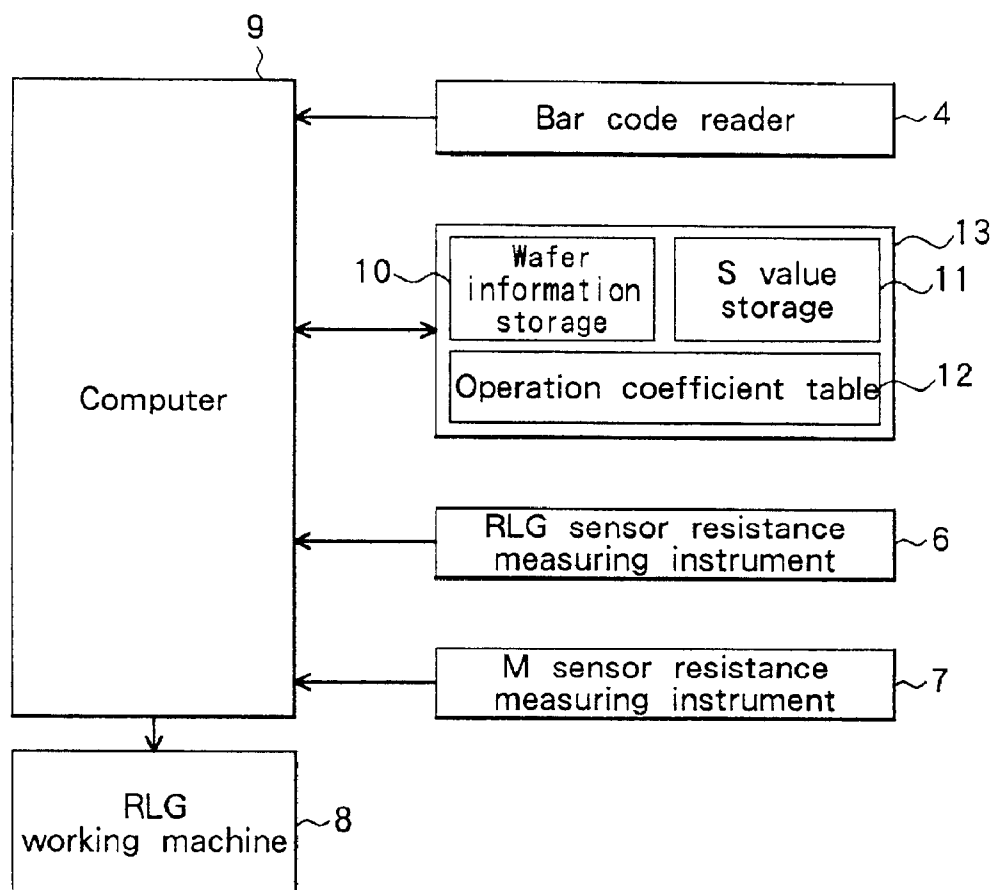 9
Bar code reader
4
13
10
Wafer
information
storage
S value
storage
11
Computer
Operation coefficient table
12
RLG sensor resistance
measuring instrument
6
M sensor resistance
measuring instrument
7
RLG
working machine
8